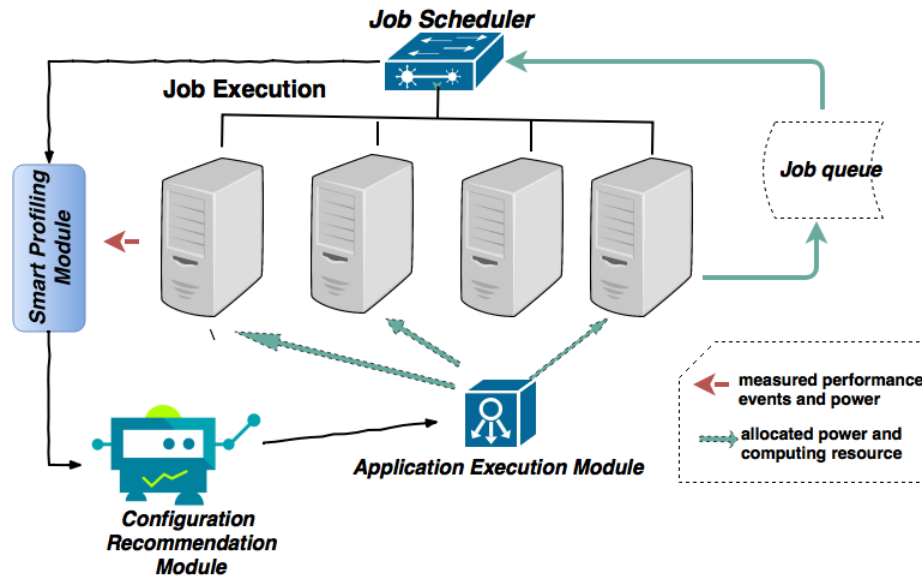 Job Scheduler
Job Execution
Job queue
Smart Profiling
Module
measured performance
events and power
allocated power and
computing resource
Application Execution Module
Configuration
Recommendation
Module